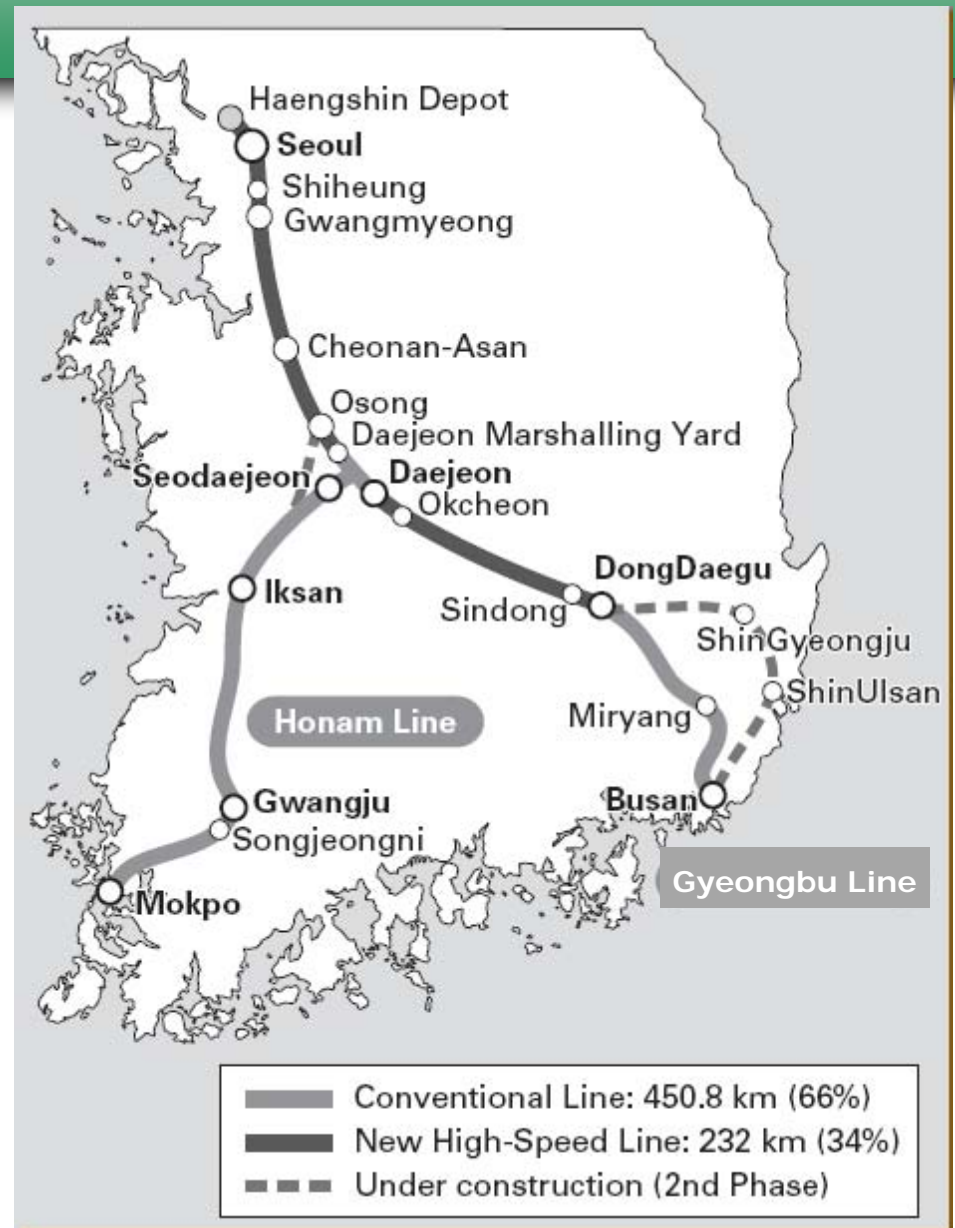 Haengshin Depot
Seoul
Shiheung
Gwangmyeong
Cheonan-Asan
Osong
Daejeon Marshalling Yard
Seodaejeon
Daejeon
Okcheon
DongDaegu
Iksan
Sindong
ShinGyeongju
ShinUlsan
Miryang
Honam Line
Busan
Gwangju
Songjeongni
Gyeongbu Line
Mokpo
Conventional Line: 450.8 km (66%)
New High-Speed Line: 232 km (34%)
Under construction (2nd Phase)